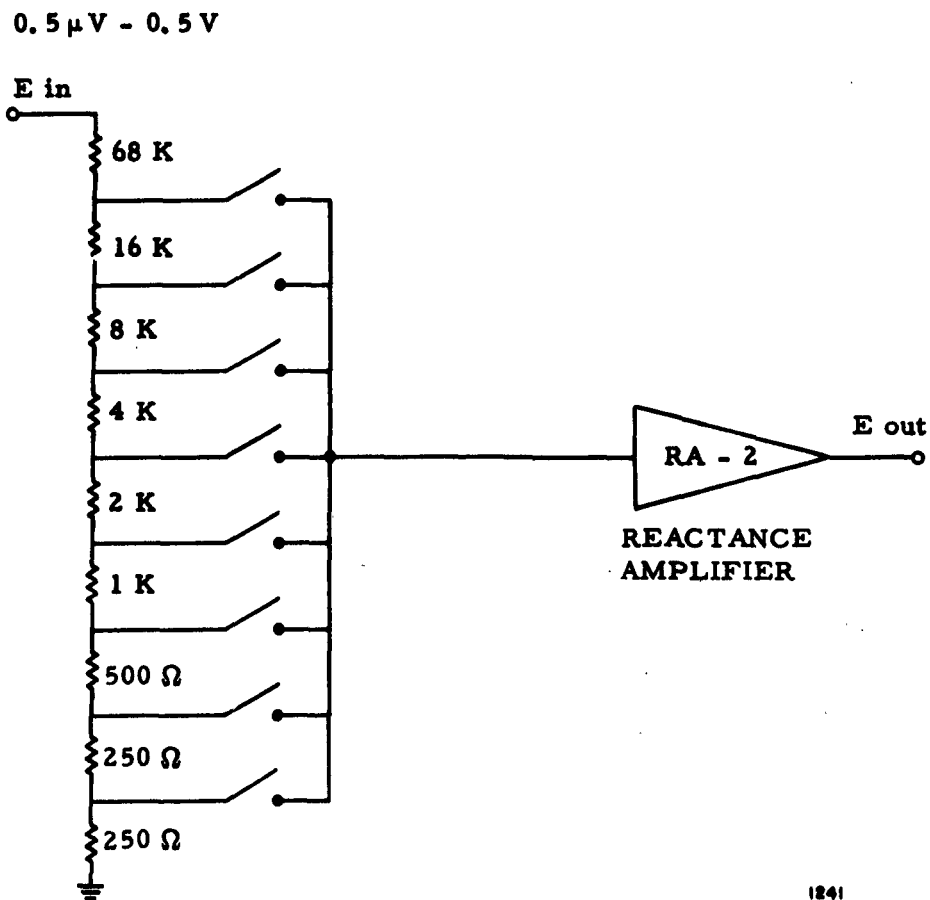 0.5 μV - 0.5 V
E in
68 K
16 K
8 K
4 K
2 K
1 K
500 Ω
250 Ω
250 Ω
RA - 2
E out
REACTANCE
AMPLIFIER
1241